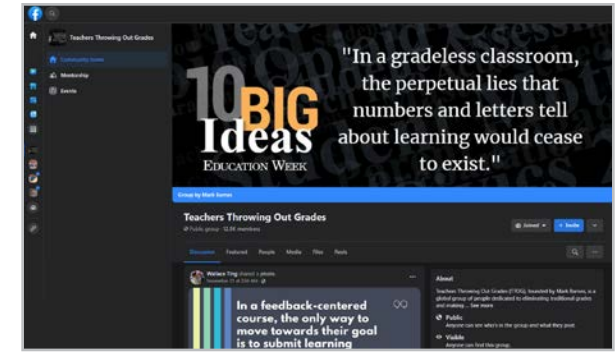 Teachers Throwing Out Grades
Community home
Mentorship
Events
10 BIG
Ideas
EDUCATION WEEK
"In a gradeless classroom,
the perpetual lies that
numbers and letters tell
about learning would cease
to exist."
Group by Mark Barnes
Teachers Throwing Out Grades
Public group · 12.0K members
Joined
+ Invite
Discussion Featured People Media Files Reels
Wallace Ting shared a photo.
In a feedback-centered
course, the only way to
move towards their goal
is to submit learning
About
Teachers Throwing Out Grades (TTOG), founded by Mark Barnes, is a
global group of people dedicated to eliminating traditional grades
and making ... See more
Public
Anyone can see who's in the group and what they post.
Visible
Anyone can find this group.